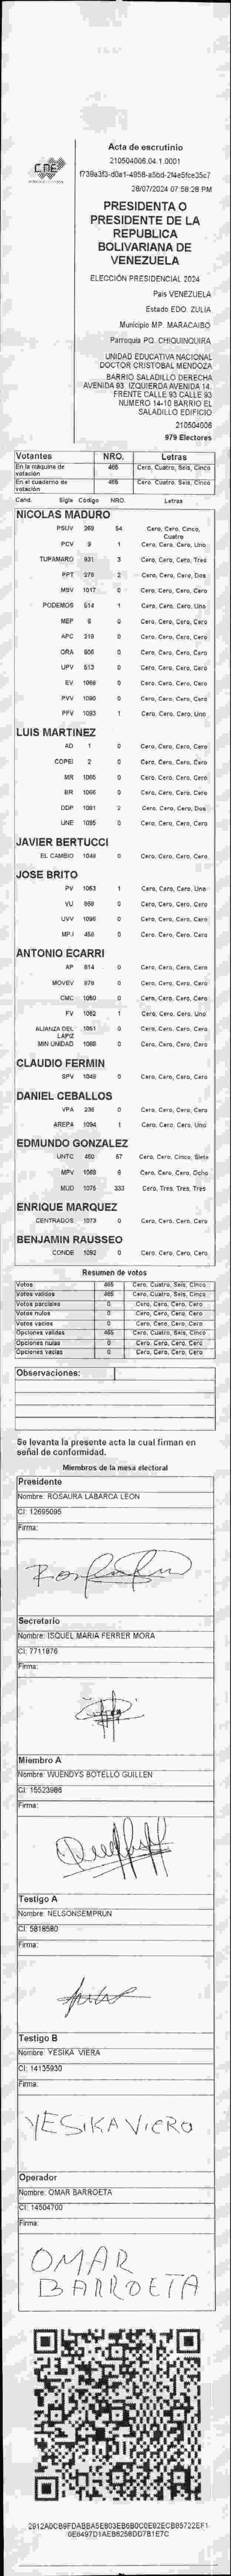 Acta de escrutinio
210504006.04.1.0001
CNE
f739a3f3-d0a1-4958-a5bd-2f4e5fce35c7
28/07/2024 07:58:28 PM
PRESIDENTA O
PRESIDENTE DE LA
REPUBLICA
BOLIVARIANA DE
VENEZUELA
ELECCIÓN PRESIDENCIAL 2024
País VENEZUELA
Estado EDO. ZULIA
Municipio MP. MARACAIBO
Parroquia PQ. CHIQUINQUIRA
UNIDAD EDUCATIVA NACIONAL
DOCTOR CRISTOBAL MENDOZA
BARRIO SALADILLO DERECHA
AVENIDA 93. IZQUIERDA AVENIDA 14.
FRENTE CALLE 93 CALLE 93
NUMERO 14-10 BARRIO EL
SALADILLO EDIFICIO
210504006
979 Electores
Votantes NRO. Letras
En la máquina de votación 465 Cero, Cuatro, Seis, Cinco
En el cuaderno de votación 465 Cero, Cuatro, Seis, Cinco
Cand. Sigla Código NRO. Letras
NICOLAS MADURO
PSUV 269 54 Cero, Cero, Cinco, Cuatro
PCV 9 1 Cero, Cero, Cero, Uno
TUPAMARO 931 3 Cero, Cero, Cero, Tres
PPT 278 2 Cero, Cero, Cero, Dos
MSV 1017 0 Cero, Cero, Cero, Cero
PODEMOS 514 1 Cero, Cero, Cero, Uno
MEP 6 0 Cero, Cero, Cero, Cero
APC 219 0 Cero, Cero, Cero, Cero
ORA 906 0 Cero, Cero, Cero, Cero
UPV 513 0 Cero, Cero, Cero, Cero
EV 1069 0 Cero, Cero, Cero, Cero
PVV 1090 0 Cero, Cero, Cero, Cero
PFV 1093 1 Cero, Cero, Cero, Uno
LUIS MARTINEZ
AD 1 0 Cero, Cero, Cero, Cero
COPEI 2 0 Cero, Cero, Cero, Cero
MR 1065 0 Cero, Cero, Cero, Cero
BR 1066 0 Cero, Cero, Cero, Cero
DDP 1091 2 Cero, Cero, Cero, Dos
UNE 1095 0 Cero, Cero, Cero, Cero
JAVIER BERTUCCI
EL CAMBIO 1048 0 Cero, Cero, Cero, Cero
JOSE BRITO
PV 1063 1 Cero, Cero, Cero, Uno
VU 968 0 Cero, Cero, Cero, Cero
UVV 1096 0 Cero, Cero, Cero, Cero
MPJ 458 0 Cero, Cero, Cero, Cero
ANTONIO ECARRI
AP 814 0 Cero, Cero, Cero, Cero
MOVEV 878 0 Cero, Cero, Cero, Cero
CMC 1050 0 Cero, Cero, Cero, Cero
FV 1062 1 Cero, Cero, Cero, Uno
ALIANZA DEL LAPIZ 1051 0 Cero, Cero, Cero, Cero
MIN UNIDAD 1088 0 Cero, Cero, Cero, Cero
CLAUDIO FERMIN
SPV 1049 0 Cero, Cero, Cero, Cero
DANIEL CEBALLOS
VPA 236 0 Cero, Cero, Cero, Cero
AREPA 1094 1 Cero, Cero, Cero, Uno
EDMUNDO GONZALEZ
UNTC 460 57 Cero, Cero, Cinco, Siete
MPV 1069 8 Cero, Cero, Cero, Ocho
MUD 1075 333 Cero, Tres, Tres, Tres
ENRIQUE MARQUEZ
CENTRADOS 1073 0 Cero, Cero, Cero, Cero
BENJAMIN RAUSSEO
CONDE 1092 0 Cero, Cero, Cero, Cero
Resumen de votos
Votos 465 Cero, Cuatro, Seis, Cinco
Votos validos 465 Cero, Cuatro, Seis, Cinco
Votos parciales 0 Cero, Cero, Cero, Cero
Votos nulos 0 Cero, Cero, Cero, Cero
Votos vacios 0 Cero, Cero, Cero, Cero
Opciones validas 465 Cero, Cuatro, Seis, Cinco
Opciones nulas 0 Cero, Cero, Cero, Cero
Opciones vacias 0 Cero, Cero, Cero, Cero
Observaciones:
Se levanta la presente acta la cual firman en
señal de conformidad.
Miembros de la mesa electoral
Presidente
Nombre: ROSAURA LABARCA LEON
CI: 12695095
Firma:
Secretario
Nombre: ISQUEL MARIA FERRER MORA
CI: 7711876
Firma:
Miembro A
Nombre: WUENDYS BOTELLO GUILLEN
CI: 15523986
Firma:
Testigo A
Nombre: NELSONSEMPRUN
CI: 5818580
Firma:
Testigo B
Nombre: YESIKA VIERA
CI: 14135930
Firma:
YESIKA VIERO
Operador
Nombre: OMAR BARROETA
CI: 14504700
Firma:
OMAR
BARROETA
2912ADCB9FDABBA5E803EB6B0C0E92ECB85722EF1
0E6497D1AEB8258DD7B1E7C